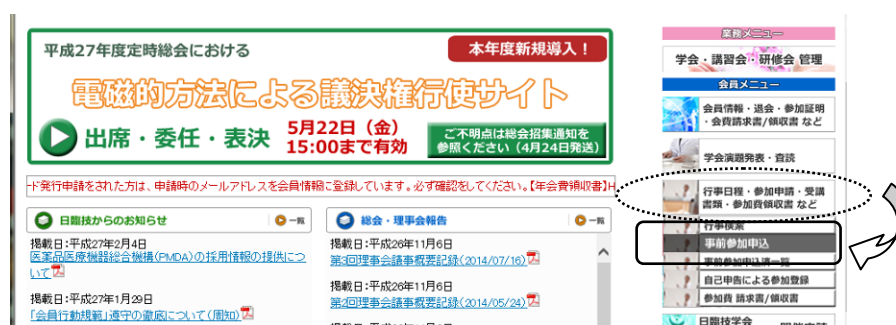 平成27年度定時総会における
本年度新規導入！
電磁的方法による議決権行使サイト
出席・委任・表決
5月22日（金）
15:00まで有効
ご不明点は総会招集通知を
参照ください（4月24日発送）
ード発行申請をされた方は、申請時のメールアドレスを会員情報に登録しています。必ず確認をしてください。【年会費領収書】H
日臨技からのお知らせ
一覧
掲載日：平成27年2月4日
医薬品医療機器総合機構（PMDA）の採用情報の提供につ
いて
掲載日：平成27年1月29日
「会員行動規範」遵守の徹底について（周知）
総会・理事会報告
一覧
掲載日：平成26年11月6日
第3回理事会議事概要記録（2014/07/16）
掲載日：平成26年11月6日
第2回理事会議事概要記録（2014/05/24）
業務メニュー
学会・講習会・研修会 管理
会員メニュー
会員情報・退会・参加証明
・会費請求書/領収書 など
学会演題発表・査読
行事日程・参加申請・受講
書類・参加費領収書 など
行事検索
事前参加申込
事前参加申込済一覧
自己申告による参加登録
参加費 請求書/領収書
日臨技学会